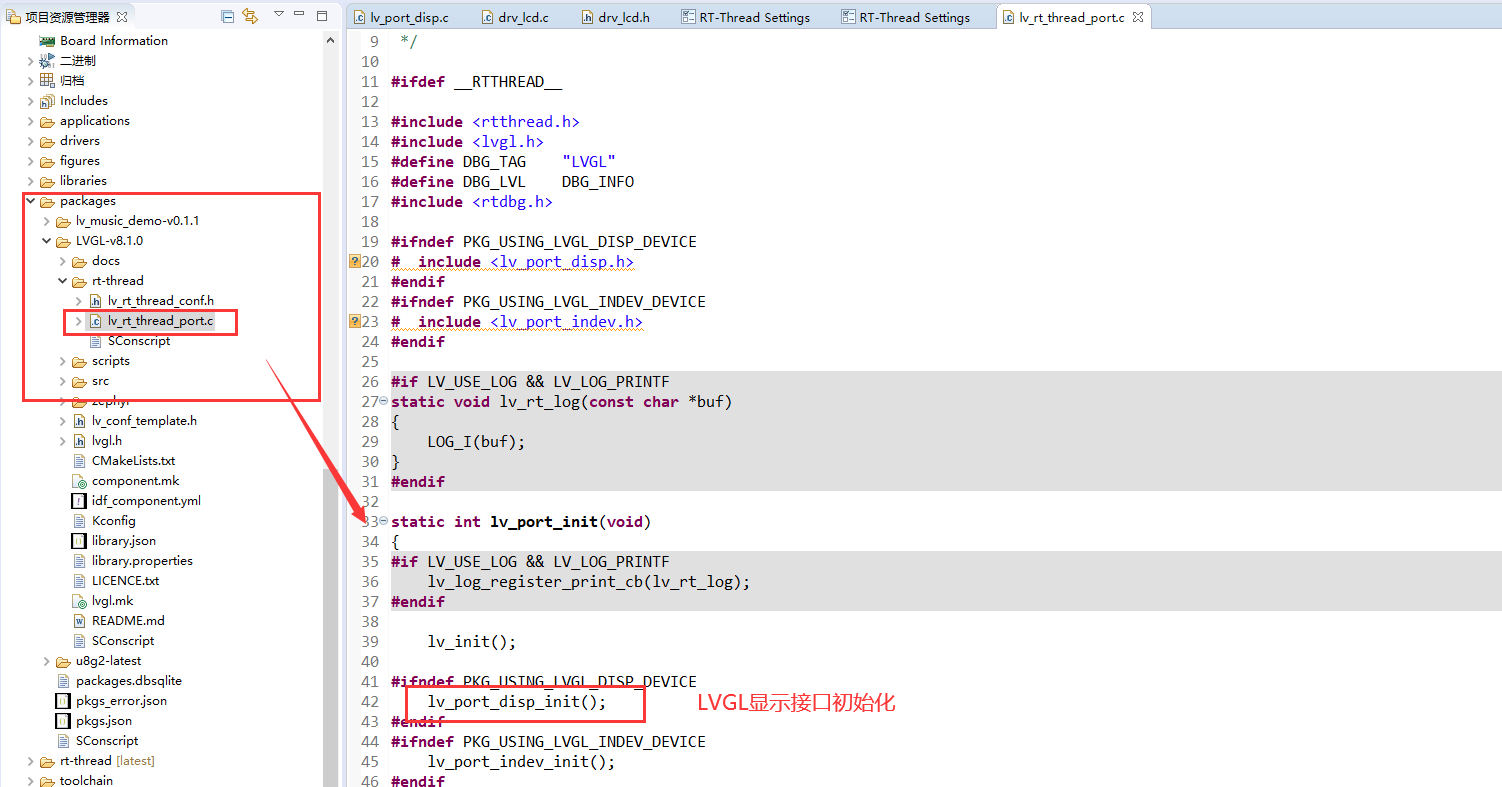 项目资源管理器
Board Information
二进制
归档
Includes
applications
drivers
figures
libraries
packages
lv_music_demo-v0.1.1
LVGL-v8.1.0
docs
rt-thread
lv_rt_thread_conf.h
lv_rt_thread_port.c
SConscript
scripts
src
zephyr
lv_conf_template.h
lvgl.h
CMakeLists.txt
component.mk
idf_component.yml
Kconfig
library.json
library.properties
LICENCE.txt
lvgl.mk
README.md
SConscript
u8g2-latest
packages.dbsqlite
pkgs_error.json
pkgs.json
SConscript
rt-thread [latest]
toolchain
lv_port_disp.c drv_lcd.c drv_lcd.h RT-Thread Settings RT-Thread Settings lv_rt_thread_port.c
9 */
10
11 #ifdef __RTTHREAD__
12
13 #include <rtthread.h>
14 #include <lvgl.h>
15 #define DBG_TAG    "LVGL"
16 #define DBG_LVL    DBG_INFO
17 #include <rtdbg.h>
18
19 #ifndef PKG_USING_LVGL_DISP_DEVICE
20 #  include <lv_port_disp.h>
21 #endif
22 #ifndef PKG_USING_LVGL_INDEV_DEVICE
23 #  include <lv_port_indev.h>
24 #endif
25
26 #if LV_USE_LOG && LV_LOG_PRINTF
27 static void lv_rt_log(const char *buf)
28 {
29     LOG_I(buf);
30 }
31 #endif
32
33 static int lv_port_init(void)
34 {
35 #if LV_USE_LOG && LV_LOG_PRINTF
36     lv_log_register_print_cb(lv_rt_log);
37 #endif
38
39     lv_init();
40
41 #ifndef PKG_USING_LVGL_DISP_DEVICE
42     lv_port_disp_init(); LVGL显示接口初始化
43 #endif
44 #ifndef PKG_USING_LVGL_INDEV_DEVICE
45     lv_port_indev_init();
46 #endif